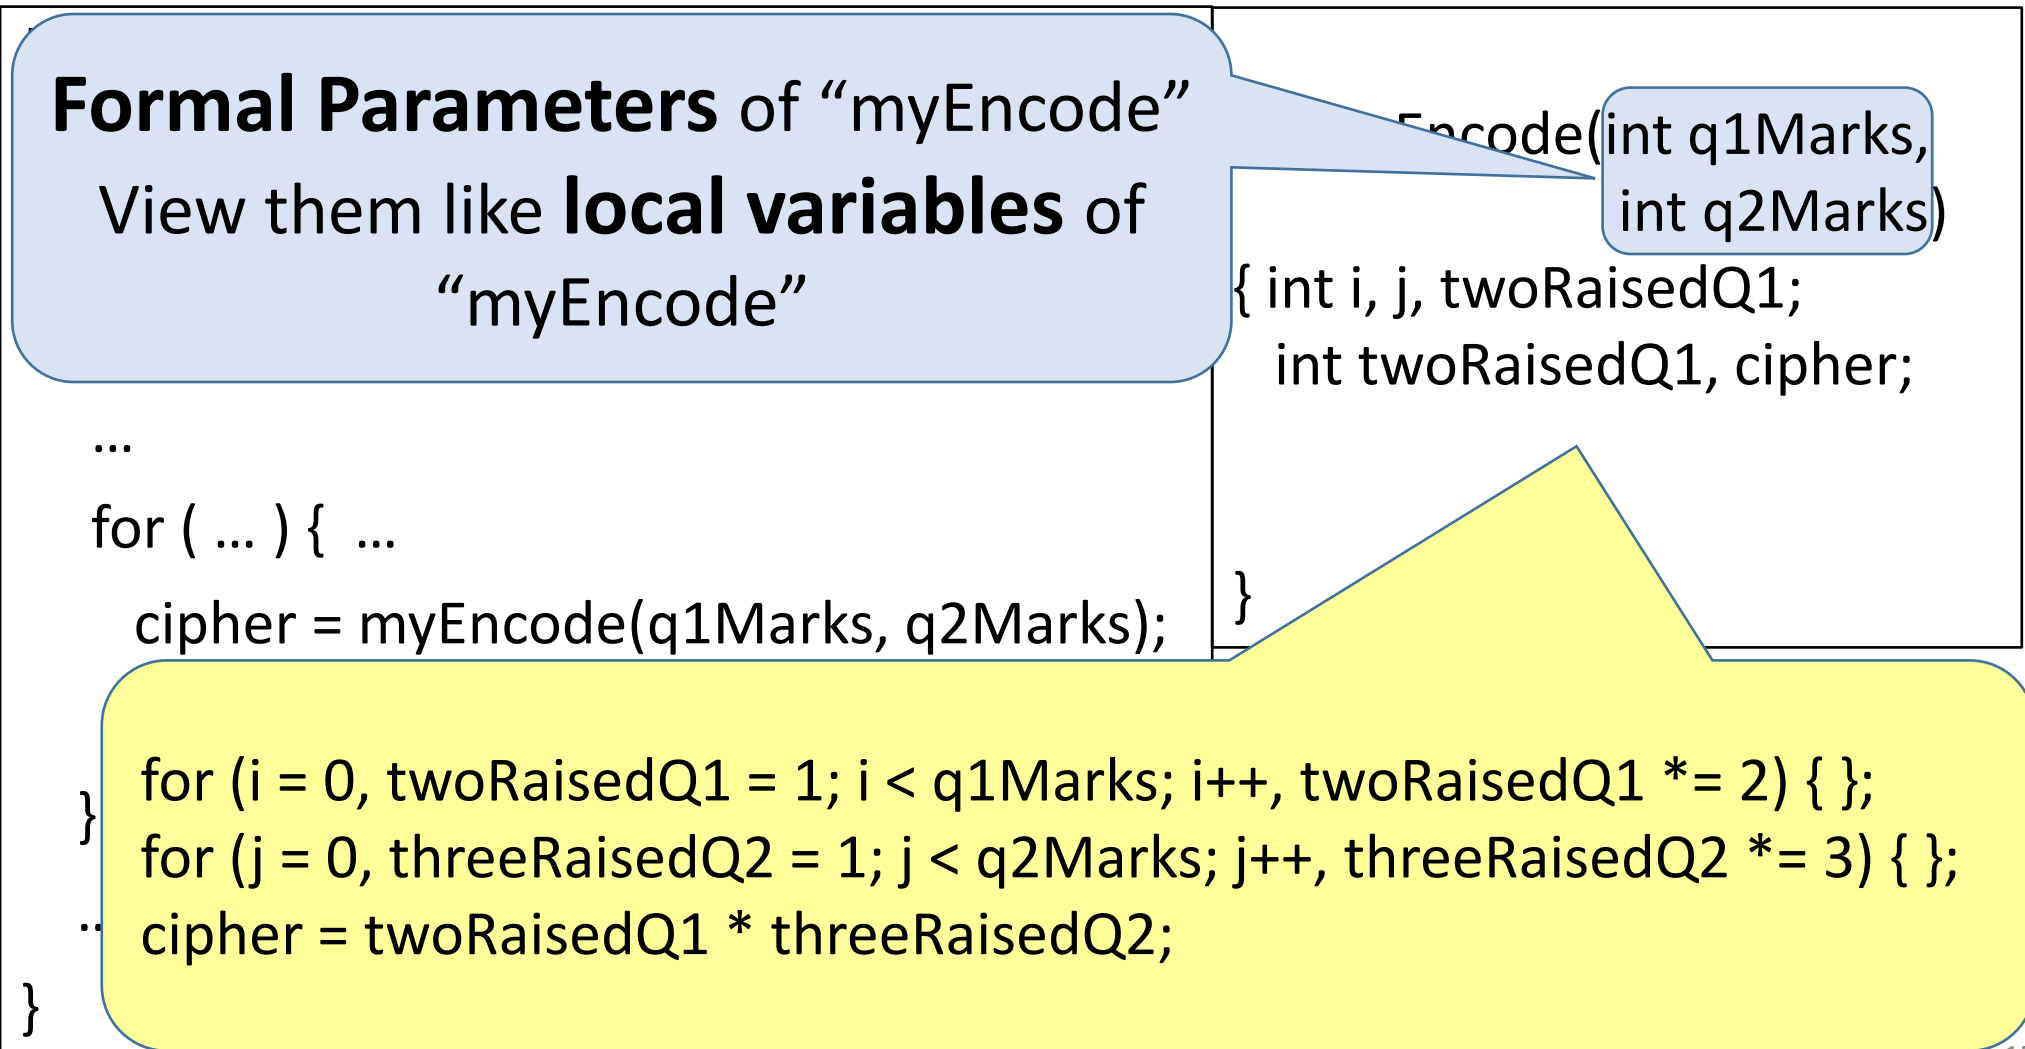 Formal Parameters of “myEncode”
View them like local variables of
“myEncode”
Encode(int q1Marks,
int q2Marks)
{ int i, j, twoRaisedQ1;
int twoRaisedQ1, cipher;
}
…
for ( … ) { …
cipher = myEncode(q1Marks, q2Marks);
}
for (i = 0, twoRaisedQ1 = 1; i < q1Marks; i++, twoRaisedQ1 *= 2) { };
for (j = 0, threeRaisedQ2 = 1; j < q2Marks; j++, threeRaisedQ2 *= 3) { };
cipher = twoRaisedQ1 * threeRaisedQ2;
}